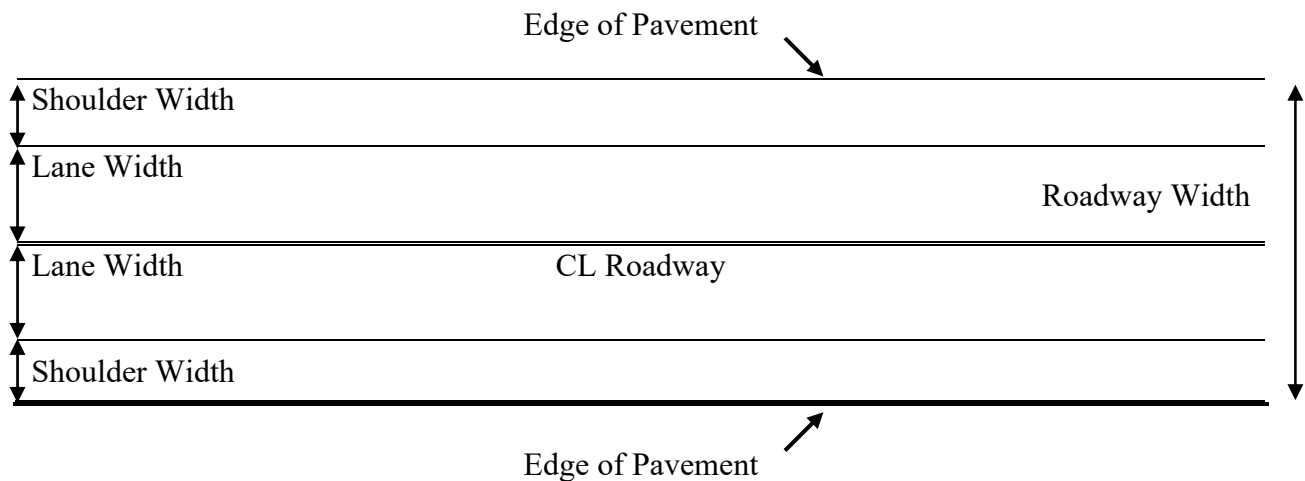 Edge of Pavement
Shoulder Width
Lane Width
Roadway Width
Lane Width
CL Roadway
Shoulder Width
Edge of Pavement